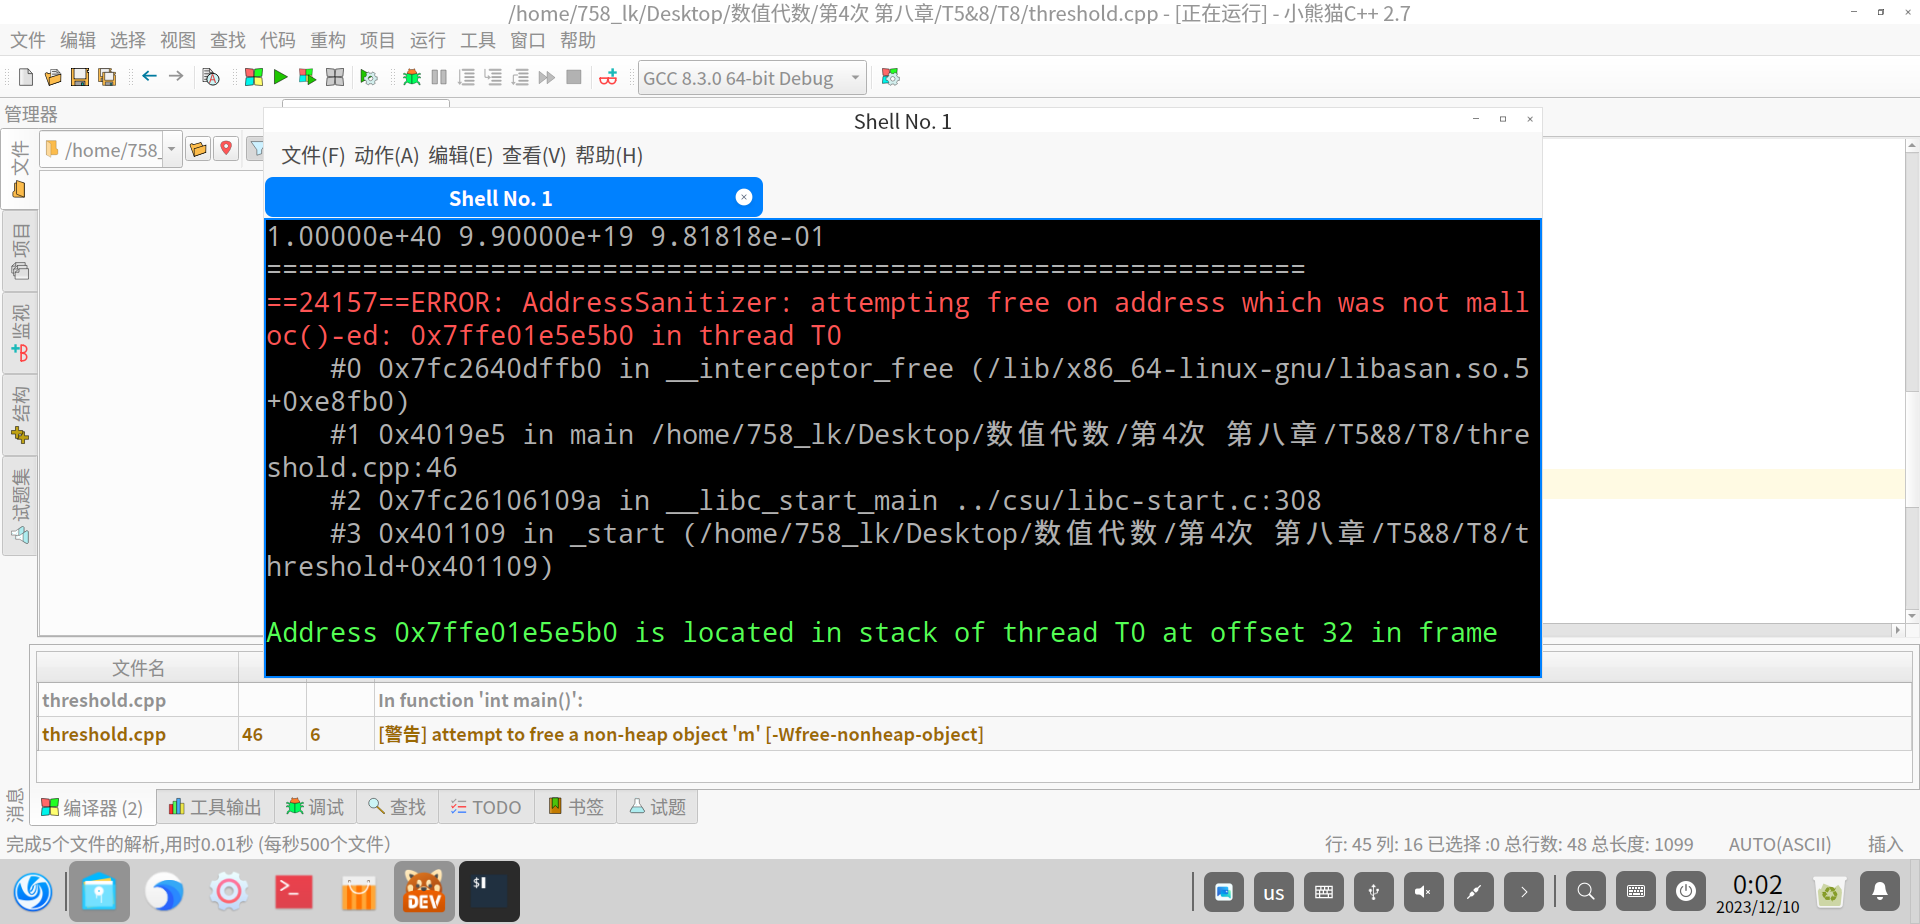 /home/758_lk/Desktop/数值代数/第4次 第八章/T5&8/T8/threshold.cpp - [正在运行] - 小熊猫C++ 2.7
文件 编辑 选择 视图 查找 代码 重构 项目 运行 工具 窗口 帮助
GCC 8.3.0 64-bit Debug
管理器
/home/758_
文件
项目
监视
结构
试题集
Shell No. 1
文件(F) 动作(A) 编辑(E) 查看(V) 帮助(H)
Shell No. 1
1.00000e+40 9.90000e+19 9.81818e-01
=================================================================
==24157==ERROR: AddressSanitizer: attempting free on address which was not mall
oc()-ed: 0x7ffe01e5e5b0 in thread T0
#0 0x7fc2640dffb0 in __interceptor_free (/lib/x86_64-linux-gnu/libasan.so.5
+0xe8fb0)
#1 0x4019e5 in main /home/758_lk/Desktop/数值代数/第4次 第八章/T5&8/T8/thre
shold.cpp:46
#2 0x7fc26106109a in __libc_start_main ../csu/libc-start.c:308
#3 0x401109 in _start (/home/758_lk/Desktop/数值代数/第4次 第八章/T5&8/T8/t
hreshold+0x401109)
Address 0x7ffe01e5e5b0 is located in stack of thread T0 at offset 32 in frame
文件名
threshold.cpp In function 'int main()':
threshold.cpp 46 6 [警告] attempt to free a non-heap object 'm' [-Wfree-nonheap-object]
消息
编译器 (2) 工具输出 调试 查找 TODO 书签 试题
完成5个文件的解析,用时0.01秒 (每秒500个文件) 行: 45 列: 16 已选择 :0 总行数: 48 总长度: 1099 AUTO(ASCII) 插入
DEV
$
us
0:02
2023/12/10